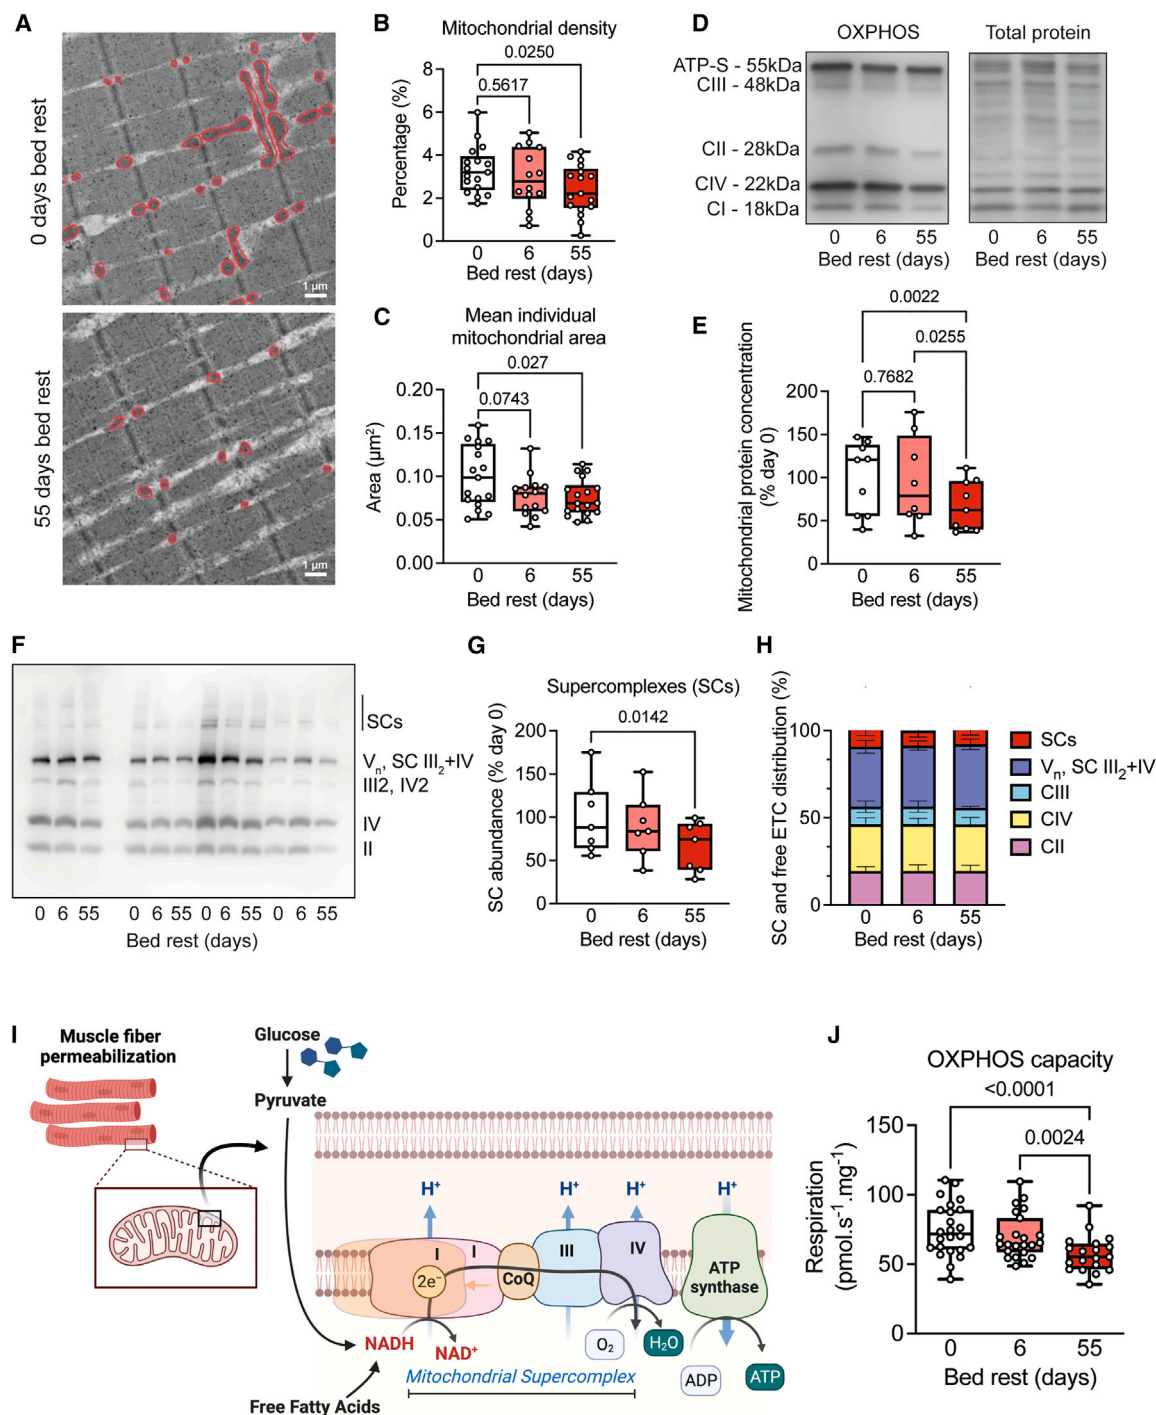 A
0 days bed rest
1 µm
55 days bed rest
1 µm
B
Mitochondrial density
0.0250
0.5617
Percentage (%)
8
6
4
2
0
0 6 55
Bed rest (days)
C
Mean individual
mitochondrial area
0.027
0.0743
Area (µm²)
0.20
0.15
0.10
0.05
0.00
0 6 55
Bed rest (days)
D
OXPHOS
Total protein
ATP-S - 55kDa
CIII - 48kDa
CII - 28kDa
CIV - 22kDa
CI - 18kDa
0 6 55
0 6 55
Bed rest (days)
Bed rest (days)
E
0.0022
0.0255
0.7682
Mitochondrial protein concentration
(% day 0)
200
150
100
50
0
0 6 55
Bed rest (days)
F
SCs
Vₙ, SC III₂+IV
III2, IV2
IV
II
0 6 55 0 6 55 0 6 55 0 6 55
Bed rest (days)
G
Supercomplexes (SCs)
0.0142
SC abundance (% day 0)
200
150
100
50
0
0 6 55
Bed rest (days)
H
SC and free ETC distribution (%)
100
50
0
0 6 55
Bed rest (days)
SCs
Vₙ, SC III₂+IV
CIII
CIV
CII
I
Muscle fiber
permeabilization
Glucose
Pyruvate
H⁺ H⁺ H⁺ H⁺
I I III IV
2e⁻
CoQ
ATP
synthase
NADH
NAD⁺
O₂
H₂O
ADP
ATP
Mitochondrial Supercomplex
Free Fatty Acids
J
OXPHOS capacity
<0.0001
0.0024
Respiration
(pmol.s⁻¹.mg⁻¹)
150
100
50
0
0 6 55
Bed rest (days)